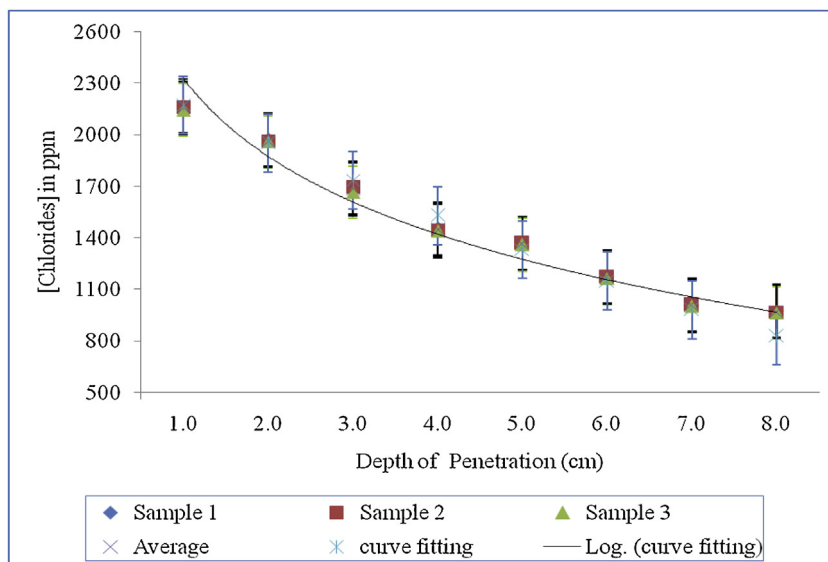 2600
2300
2000
1700
1400
1100
800
500
[Chlorides] in ppm
1.0 2.0 3.0 4.0 5.0 6.0 7.0 8.0
Depth of Penetration (cm)
Sample 1 Sample 2 Sample 3
Average curve fitting Log. (curve fitting)